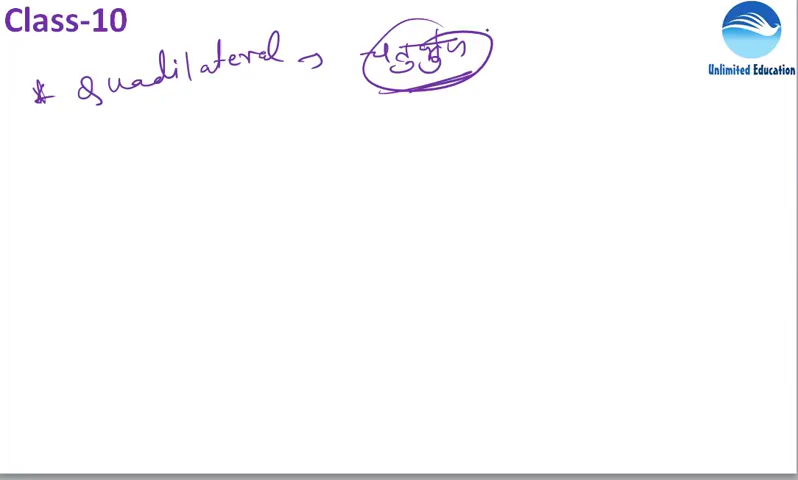 Class-10
Unlimited Education
* Quadilateral → चतुर्भुज